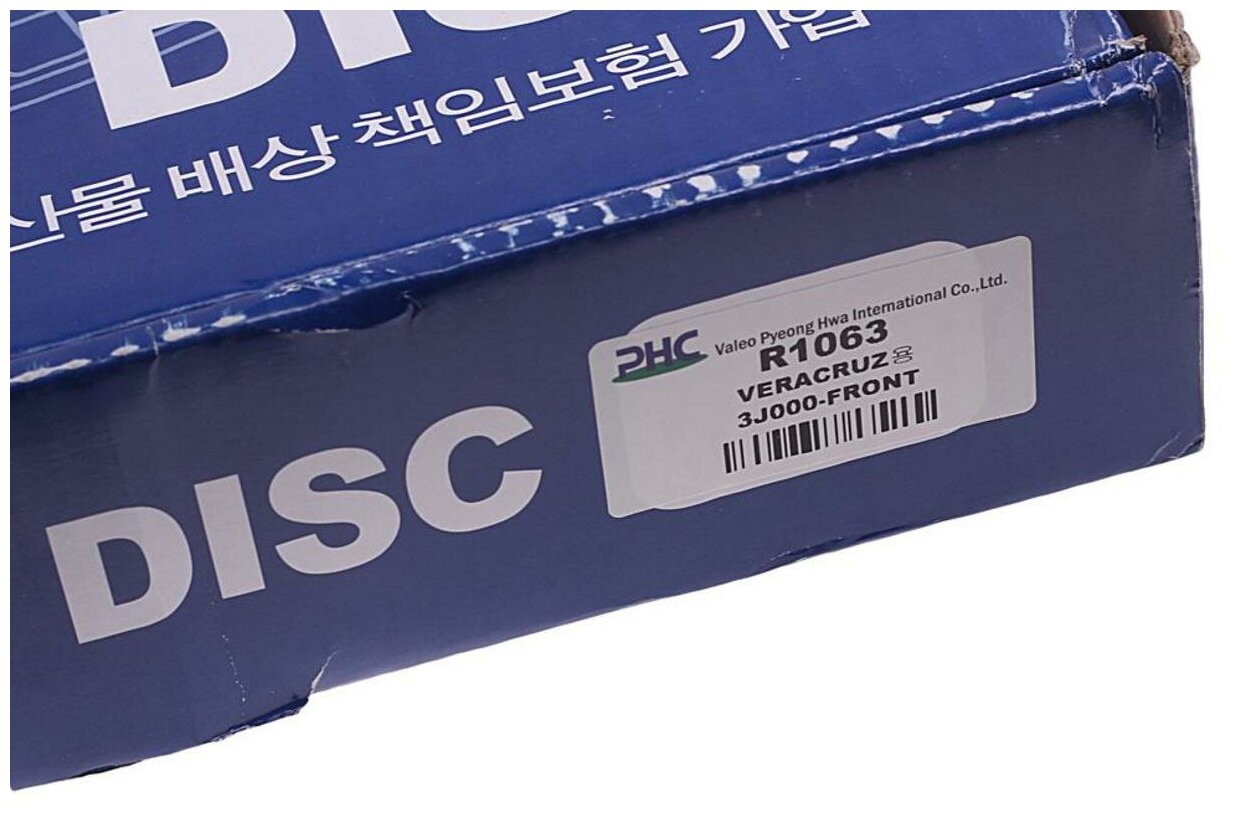 DISC
산물 배상 책임보험 가입
PHC Valeo Pyeong Hwa International Co.,Ltd.
R1063
VERACRUZ용
3J000-FRONT
DISC